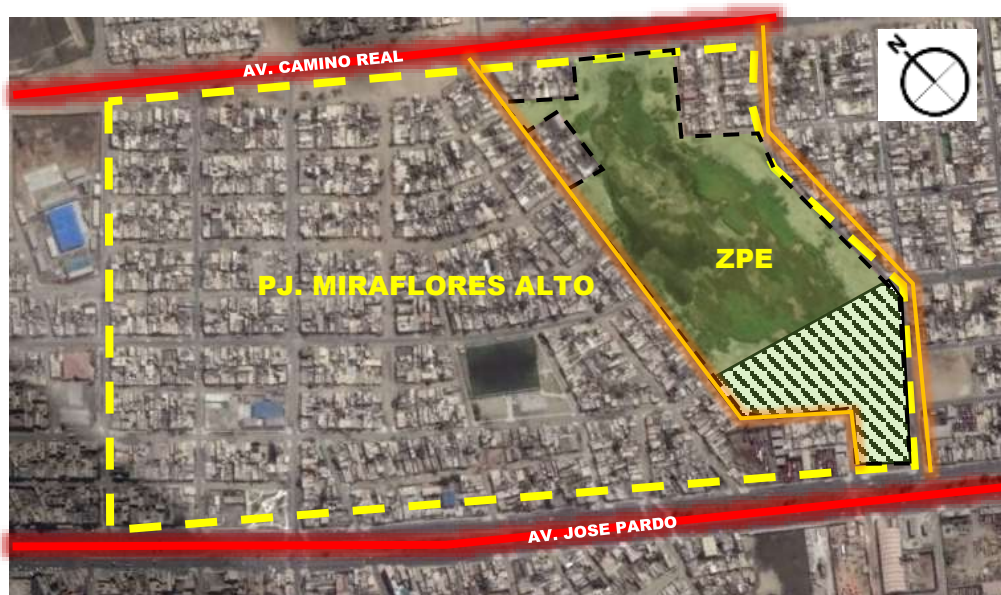 AV. CAMINO REAL
N
ZPE
PJ. MIRAFLORES ALTO
AV. JOSE PARDO